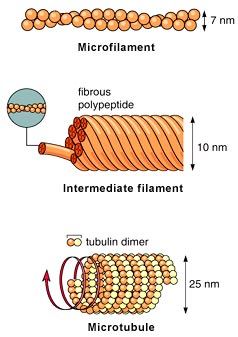 7 nm
Microfilament
fibrous
polypeptide
10 nm
Intermediate filament
tubulin dimer
25 nm
Microtubule